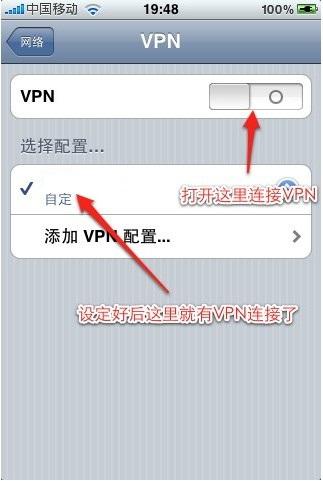 中国移动 19:48 100%
网络 VPN
VPN
选择配置...
打开这里连接VPN
自定
添加 VPN 配置...
设定好后这里就有VPN连接了